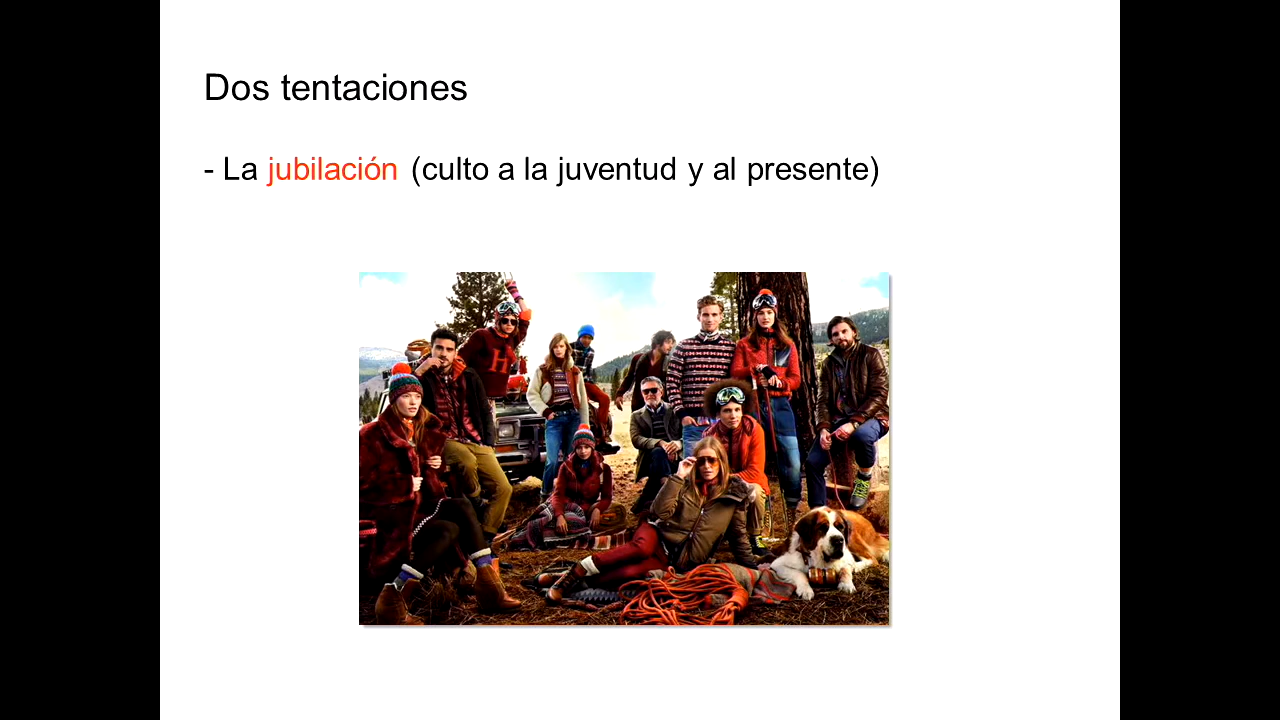 Dos tentaciones
- La jubilación (culto a la juventud y al presente)
H